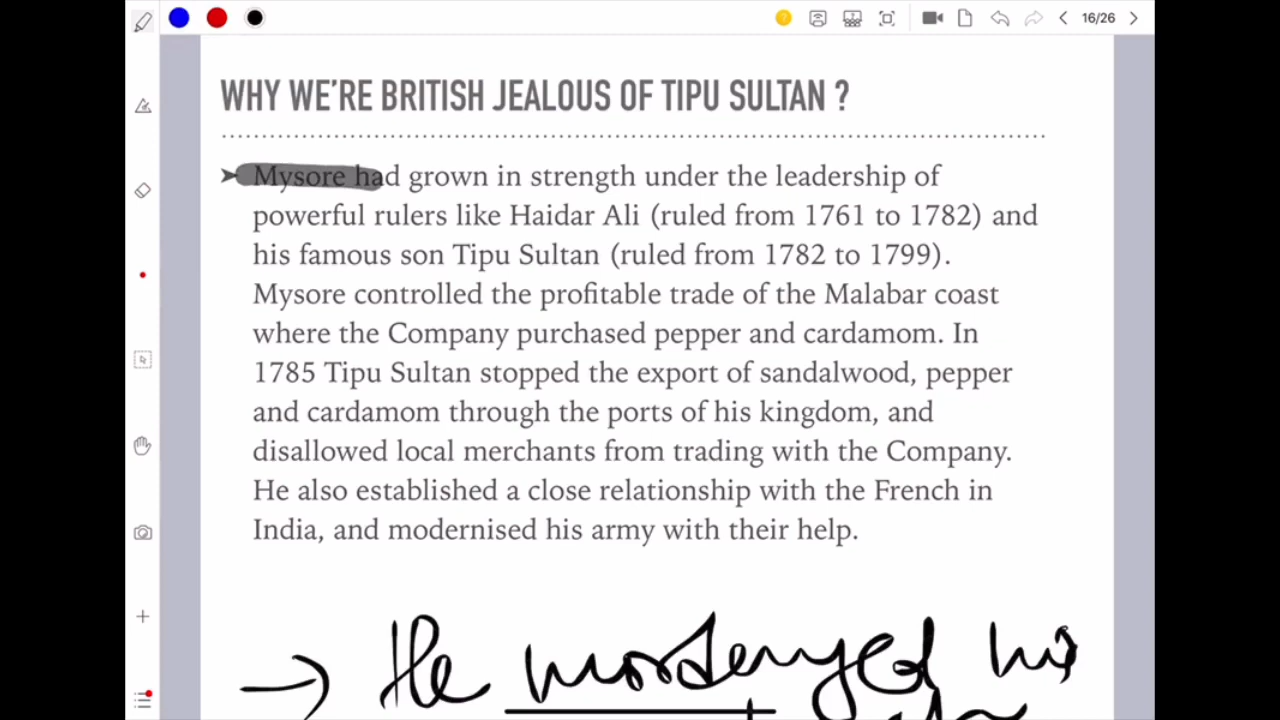 16/26
WHY WE'RE BRITISH JEALOUS OF TIPU SULTAN ?
➤ Mysore had grown in strength under the leadership of
powerful rulers like Haidar Ali (ruled from 1761 to 1782) and
his famous son Tipu Sultan (ruled from 1782 to 1799).
Mysore controlled the profitable trade of the Malabar coast
where the Company purchased pepper and cardamom. In
1785 Tipu Sultan stopped the export of sandalwood, pepper
and cardamom through the ports of his kingdom, and
disallowed local merchants from trading with the Company.
He also established a close relationship with the French in
India, and modernised his army with their help.
→ He mordenyed his